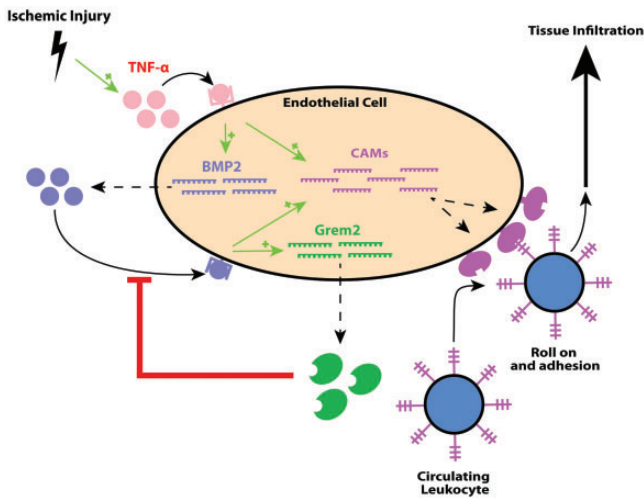 Ischemic Injury
Tissue Infiltration
TNF-α
Endothelial Cell
+
+
+
BMP2
CAMs
+
Grem2
+
Roll on
and adhesion
Circulating
Leukocyte